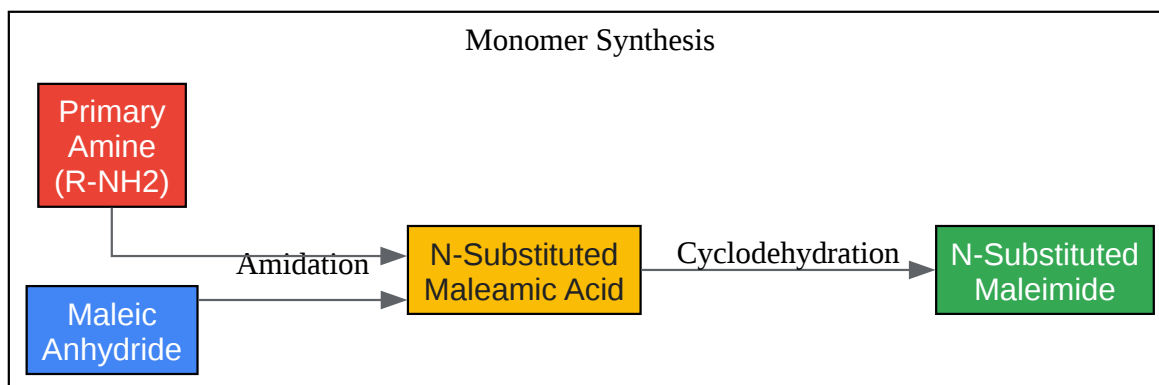 Monomer Synthesis
Primary
Amine
(R-NH2)
Amidation
Maleic
Anhydride
N-Substituted
Maleamic Acid
Cyclodehydration
N-Substituted
Maleimide